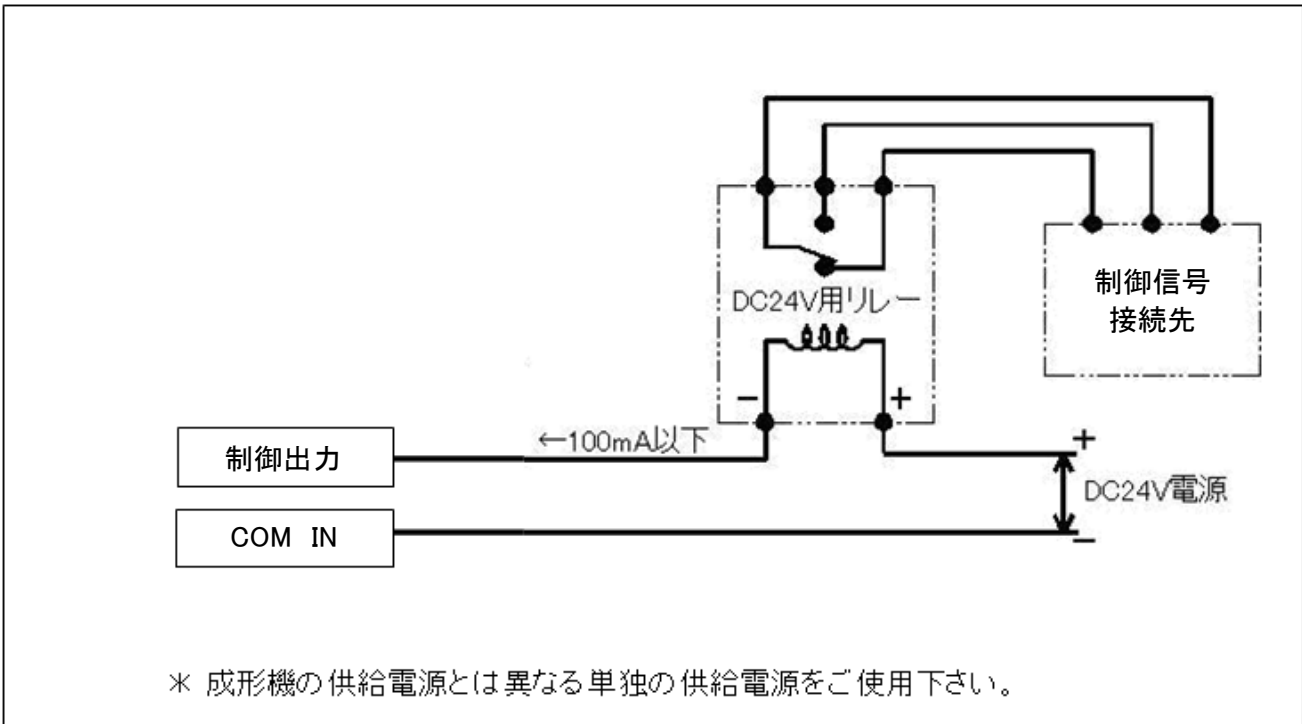 DC24V用リレー
制御信号
接続先
－
＋
←100mA以下
制御出力
＋
DC24V電源
COM IN
－
＊ 成形機の供給電源とは異なる単独の供給電源をご使用下さい。